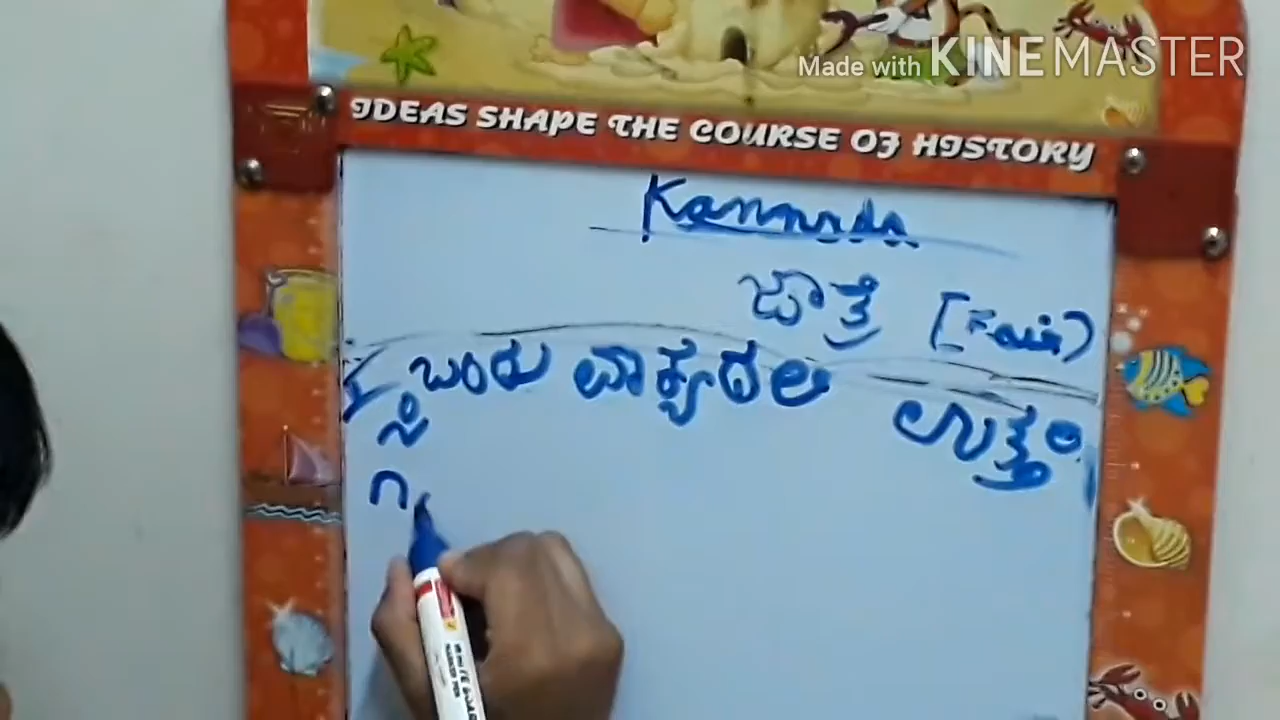 Made with KINEMASTER
IDEAS SHAPE THE COURSE OF HISTORY
Kannada
ಜಾತ್ರೆ [Fair)
ಒಂದು ವಾಕ್ಯದಲಿ ಉತ್ತರಿ
ಗ